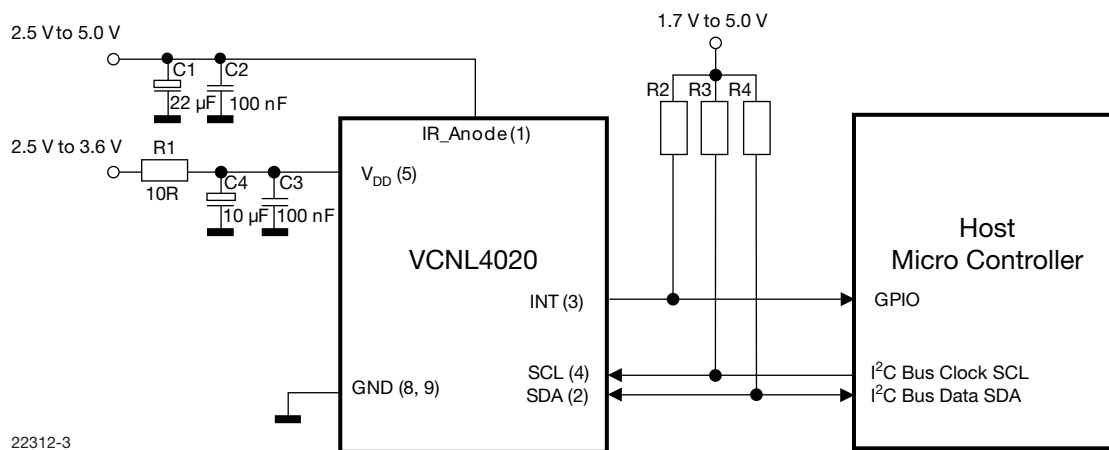 2.5 V to 5.0 V
C1
C2
22 µF
100 nF
1.7 V to 5.0 V
R2
R3
R4
IR_Anode (1)
2.5 V to 3.6 V
R1
10R
C4
C3
10 µF
100 nF
VDD (5)
VCNL4020
Host
Micro Controller
INT (3)
GPIO
SCL (4)
I²C Bus Clock SCL
GND (8, 9)
SDA (2)
I²C Bus Data SDA
22312-3